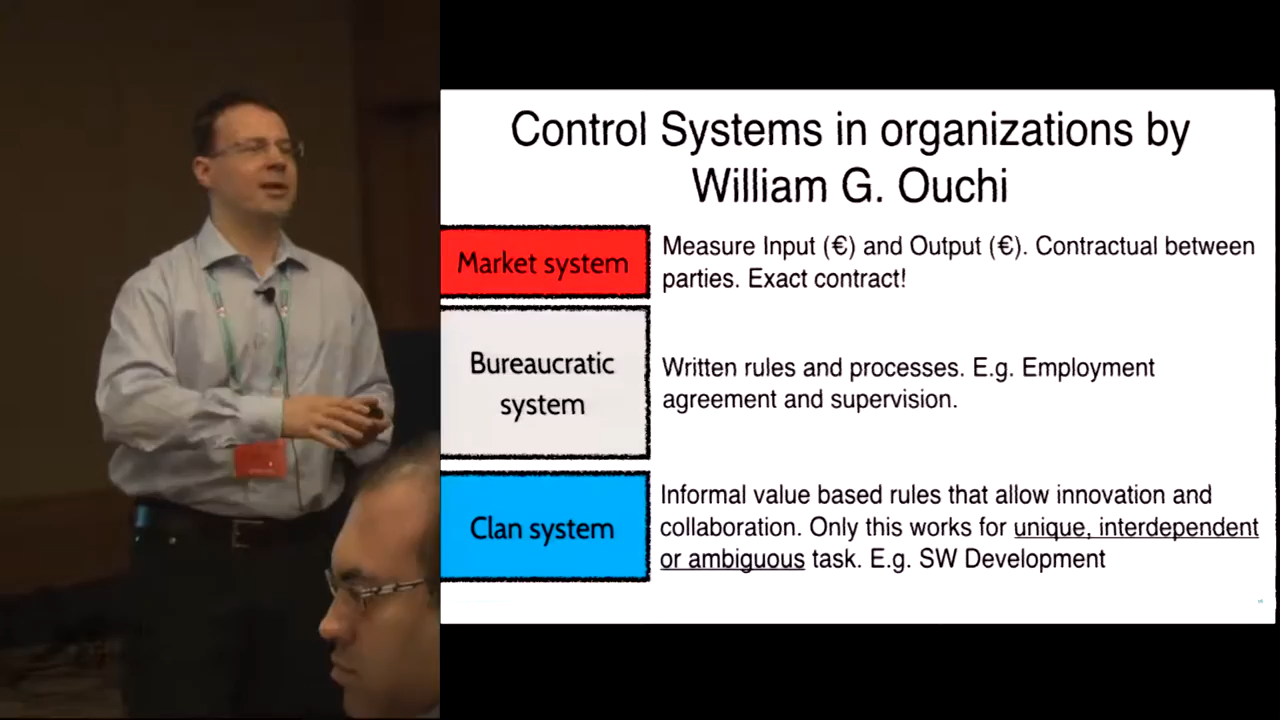 Control Systems in organizations by
William G. Ouchi
Market system
Measure Input (€) and Output (€). Contractual between
parties. Exact contract!
Bureaucratic
system
Written rules and processes. E.g. Employment
agreement and supervision.
Clan system
Informal value based rules that allow innovation and
collaboration. Only this works for unique, interdependent
or ambiguous task. E.g. SW Development